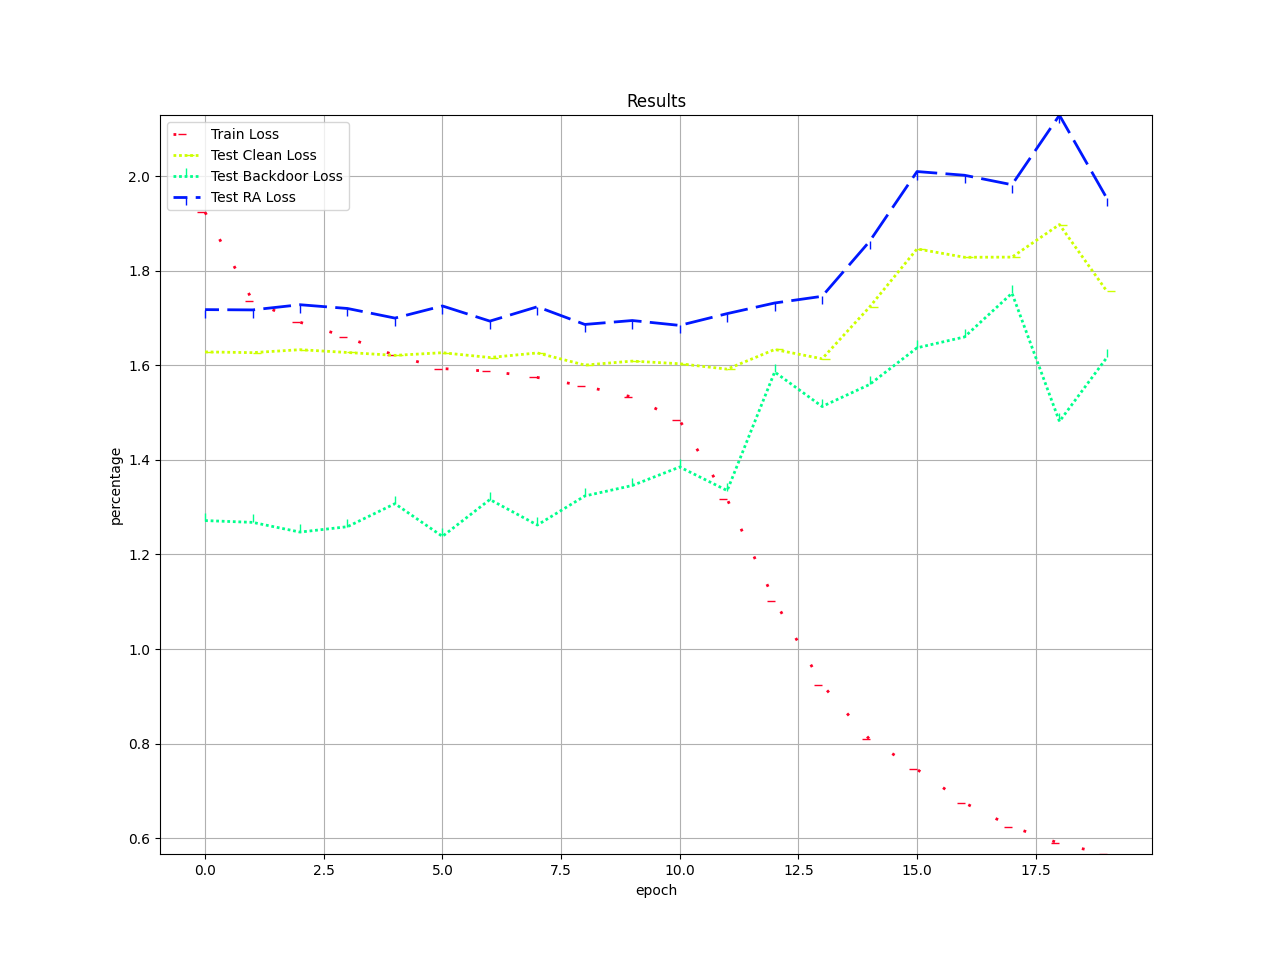 Results
Train Loss
Test Clean Loss
Test Backdoor Loss
Test RA Loss
2.0
1.8
1.6
1.4
1.2
1.0
0.8
0.6
percentage
0.0 2.5 5.0 7.5 10.0 12.5 15.0 17.5
epoch